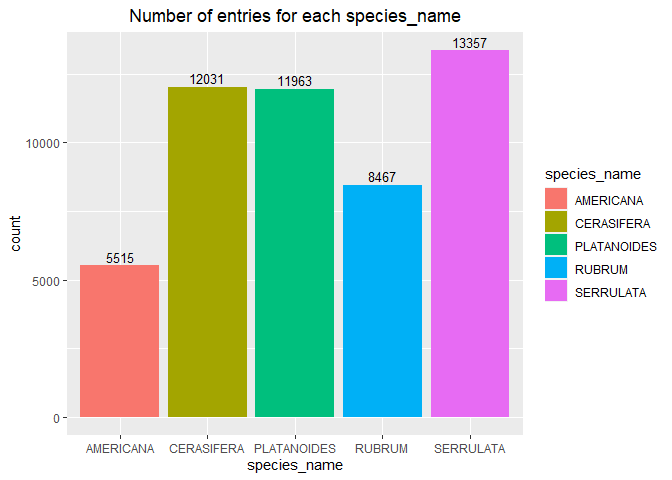 Number of entries for each species_name
13357
12031
11963
8467
5515
count
10000
5000
0
AMERICANA
CERASIFERA
PLATANOIDES
RUBRUM
SERRULATA
species_name
species_name
AMERICANA
CERASIFERA
PLATANOIDES
RUBRUM
SERRULATA